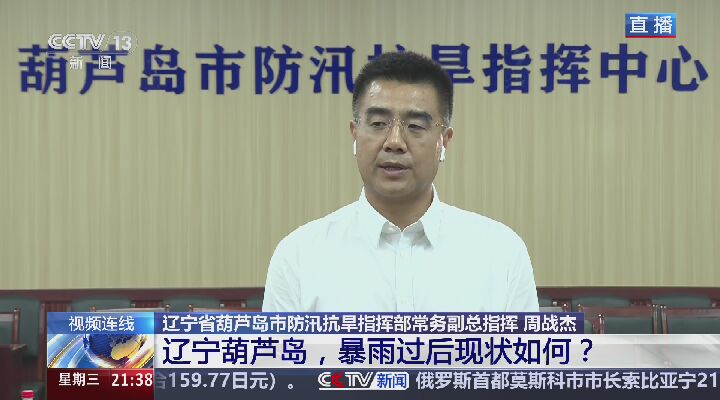 CCTV 13
新闻
直播
葫芦岛市防汛抗旱指挥中心
视频连线
辽宁省葫芦岛市防汛抗旱指挥部常务副总指挥 周战杰
辽宁葫芦岛，暴雨过后现状如何？
星期三 21:38
合159.77日元）。 CCTV新闻 俄罗斯首都莫斯科市市长索比亚宁21